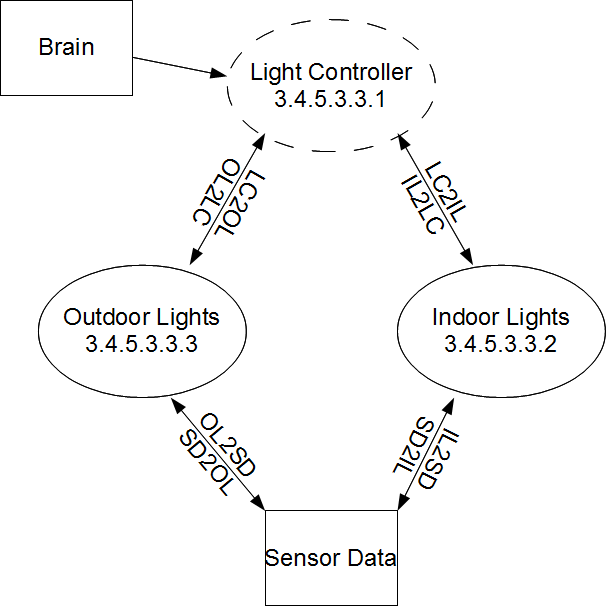 Brain
Light Controller
3.4.5.3.3.1
OL2LC
LC2OL
LC2IL
IL2LC
Outdoor Lights
3.4.5.3.3.3
Indoor Lights
3.4.5.3.3.2
OL2SD
SD2OL
SD2IL
IL2SD
Sensor Data